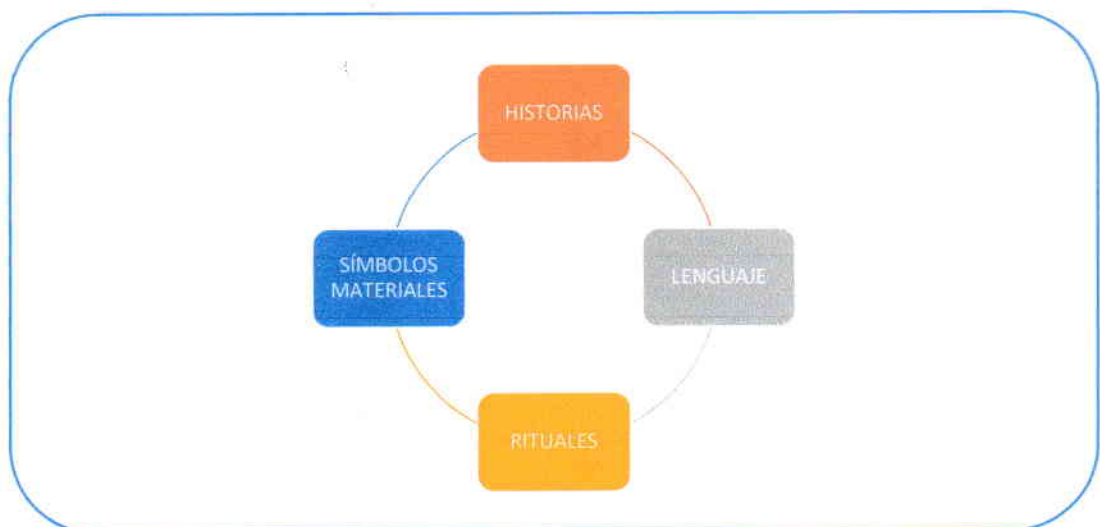 HISTORIAS
SÍMBOLOS
MATERIALES
LENGUAJE
RITUALES